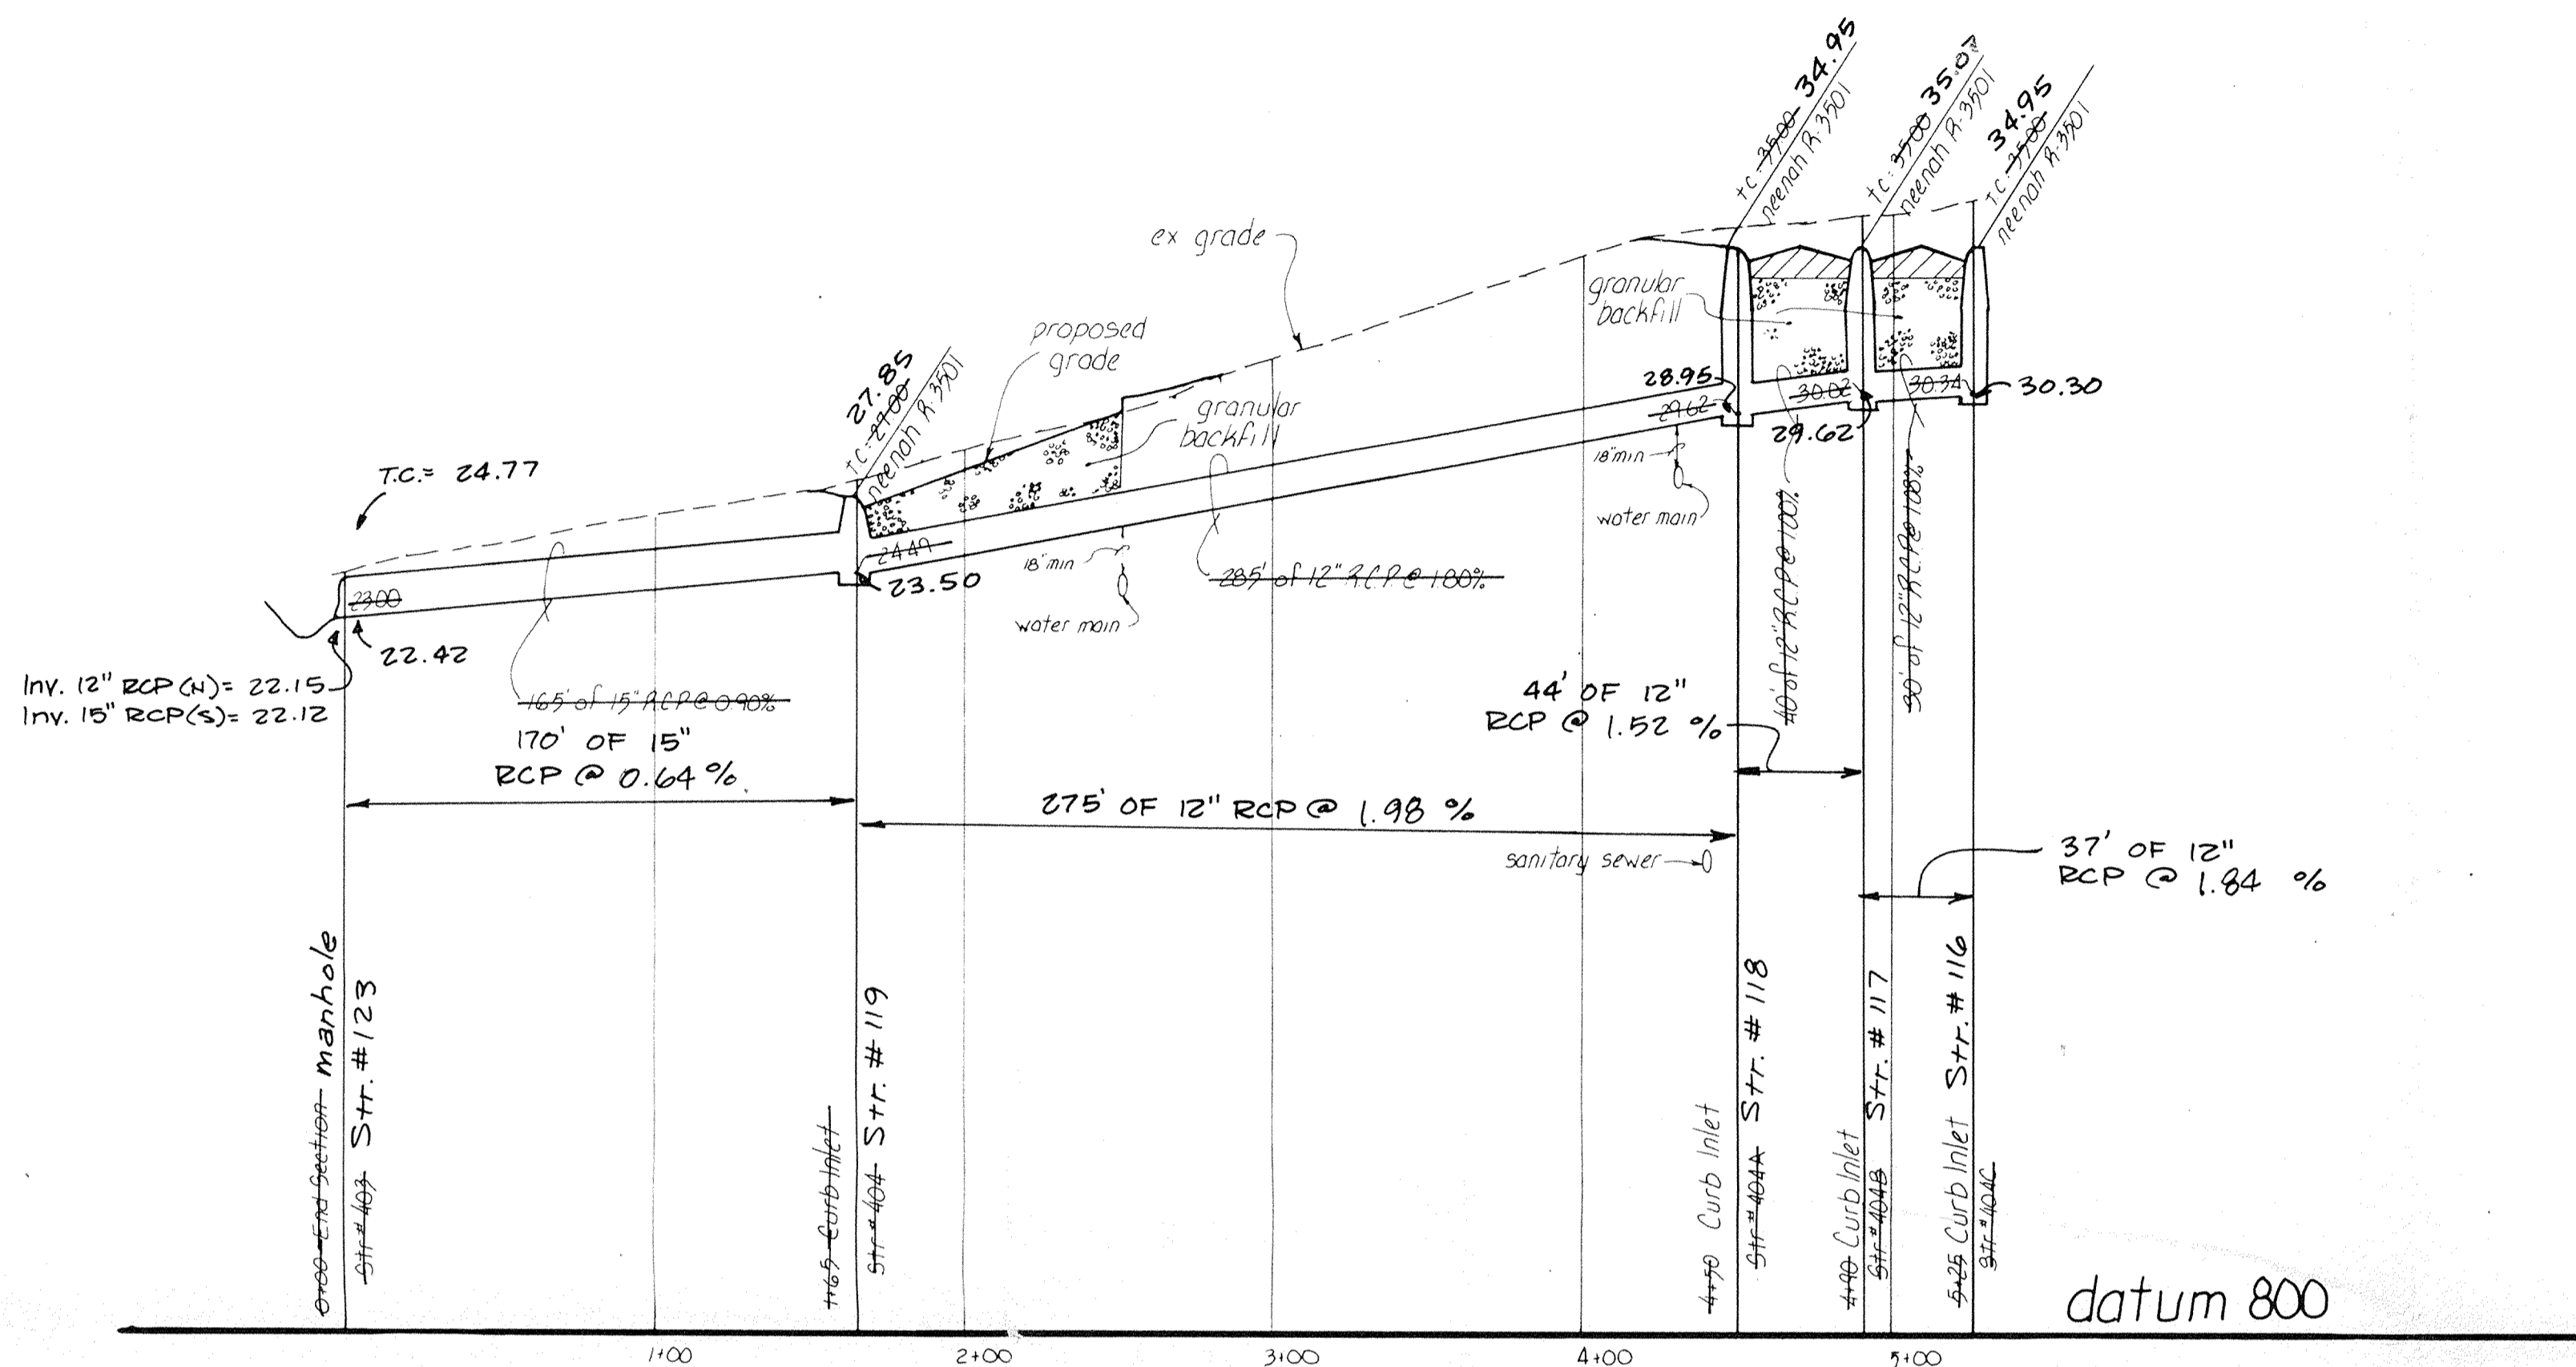 tc= 35.00 34.95
neenah R-3501
tc= 35.00 35.07
neenah R-3501
34.95
T.C. 35.00
neenah R-3501
ex grade
granular
backfill
proposed
grade
27.85
tc= 27.00
neenah R-3501
granular
backfill
28.95
29.62
30.02
29.62
30.34
30.30
T.C.= 24.77
18"min
water main
24.49
23.50
18"min
water main
285' of 12" R.C.P. @ 1.80%
40' of 12" R.C.P. @ 1.00%
30' of 12" R.C.P. @ 1.00%
23.00
22.42
Inv. 12" RCP (N)= 22.15
Inv. 15" RCP(S)= 22.12
165' of 15" R.C.P. @ 0.90%
170' OF 15"
RCP @ 0.64 %
44' OF 12"
RCP @ 1.52 %
275' OF 12" RCP @ 1.98 %
sanitary sewer
37' OF 12"
RCP @ 1.84 %
0+00 End Section manhole
Str # 403 Str. #123
1+65 Curb Inlet
Str # 404 Str. # 119
4+50 Curb Inlet
Str # 404A Str. # 118
4+90 Curb Inlet
Str # 404B Str. # 117
5+25 Curb Inlet Str. # 116
Str # 404C
datum 800
1+00
2+00
3+00
4+00
5+00